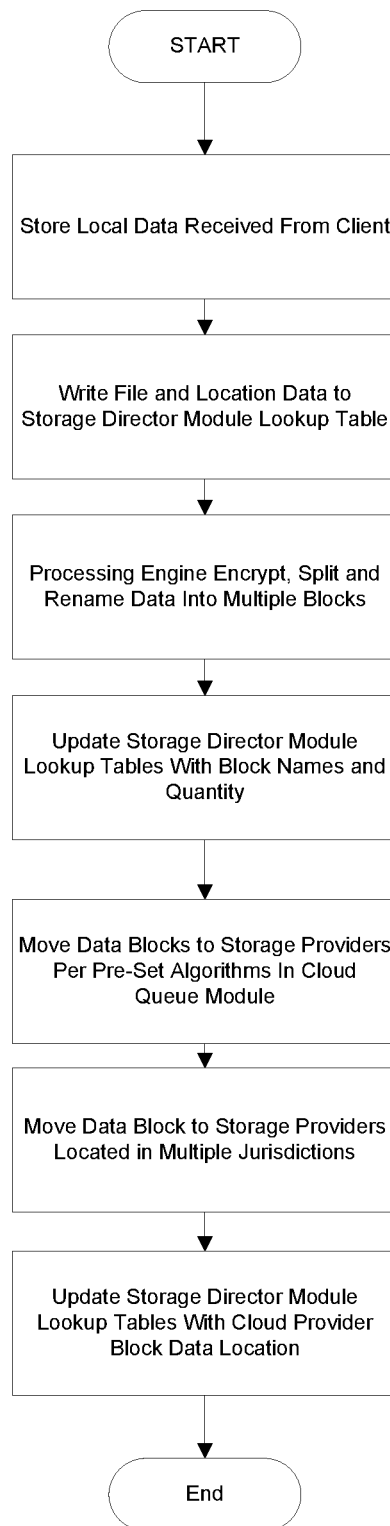 START
Store Local Data Received From Client
Write File and Location Data to
Storage Director Module Lookup Table
Processing Engine Encrypt, Split and
Rename Data Into Multiple Blocks
Update Storage Director Module
Lookup Tables With Block Names and
Quantity
Move Data Blocks to Storage Providers
Per Pre-Set Algorithms In Cloud
Queue Module
Move Data Block to Storage Providers
Located in Multiple Jurisdictions
Update Storage Director Module
Lookup Tables With Cloud Provider
Block Data Location
End